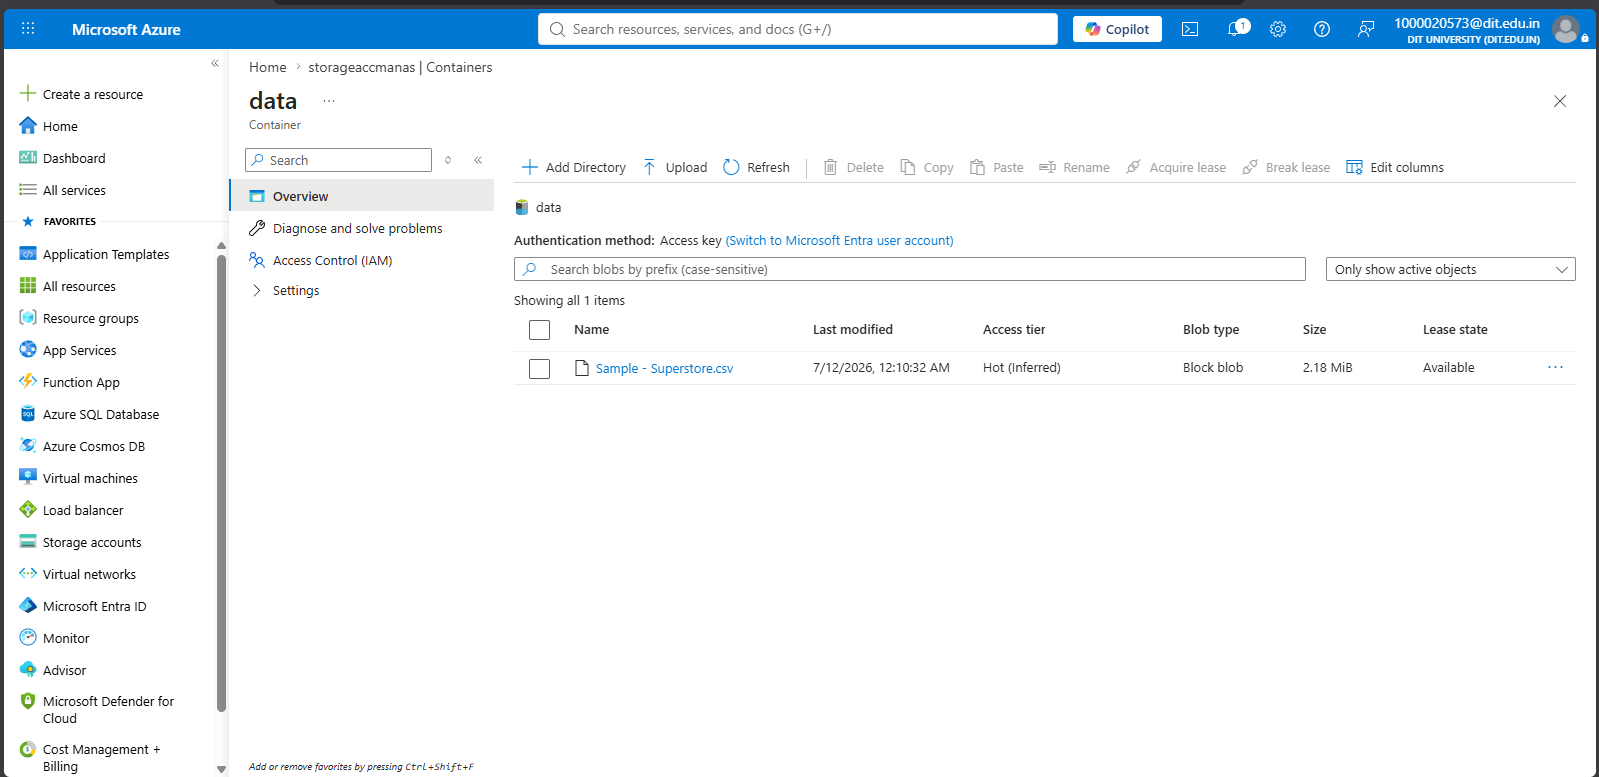 Microsoft Azure
Search resources, services, and docs (G+/)
Copilot
1
1000020573@dit.edu.in
DIT UNIVERSITY (DIT.EDU.IN)
Create a resource
Home
Dashboard
All services
FAVORITES
Application Templates
All resources
Resource groups
App Services
Function App
Azure SQL Database
Azure Cosmos DB
Virtual machines
Load balancer
Storage accounts
Virtual networks
Microsoft Entra ID
Monitor
Advisor
Microsoft Defender for
Cloud
Cost Management +
Billing
Home > storageaccmanas | Containers
data ...
Container
Search
Overview
Diagnose and solve problems
Access Control (IAM)
Settings
Add or remove favorites by pressing Ctrl+Shift+F
Add Directory Upload Refresh Delete Copy Paste Rename Acquire lease Break lease Edit columns
data
Authentication method: Access key (Switch to Microsoft Entra user account)
Search blobs by prefix (case-sensitive)
Only show active objects
Showing all 1 items
Name Last modified Access tier Blob type Size Lease state
Sample - Superstore.csv 7/12/2026, 12:10:32 AM Hot (Inferred) Block blob 2.18 MiB Available ...